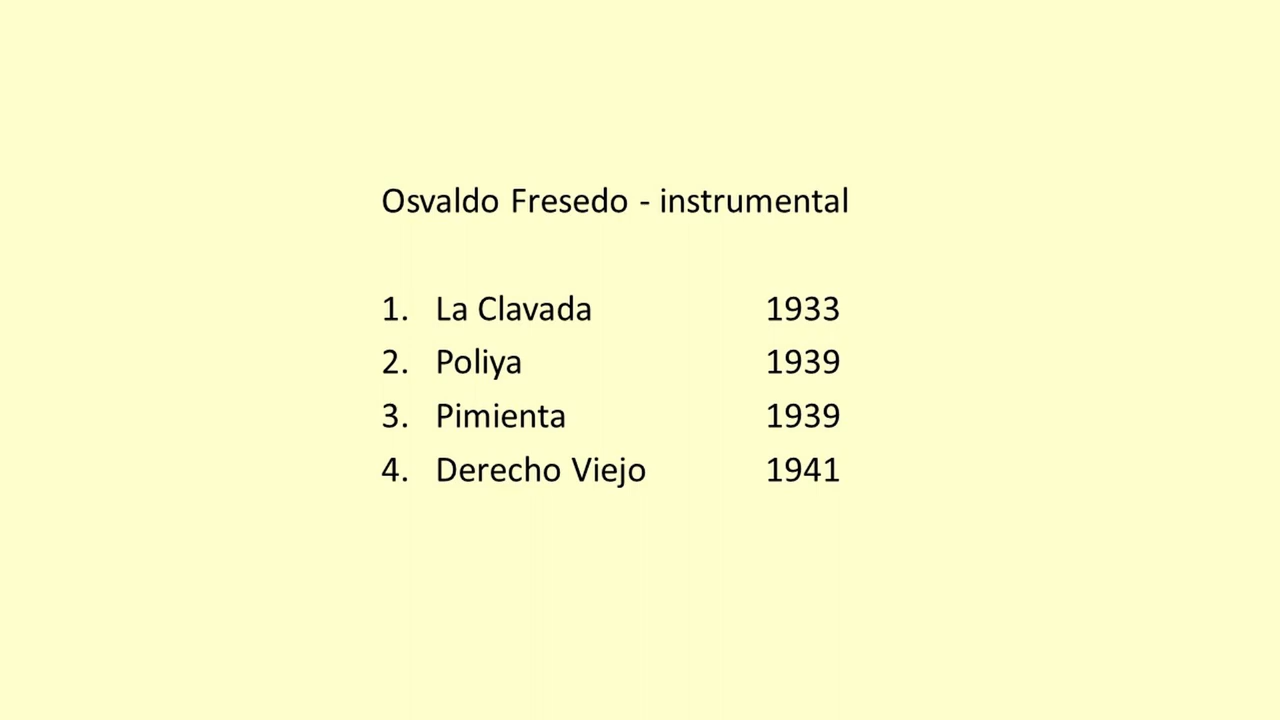 Osvaldo Fresedo - instrumental
1. La Clavada 1933
2. Poliya 1939
3. Pimienta 1939
4. Derecho Viejo 1941